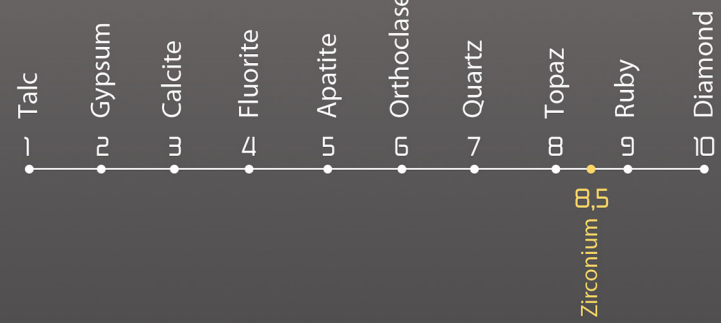 Talc
Gypsum
Calcite
Fluorite
Apatite
Orthoclase
Quartz
Topaz
Ruby
Diamond
1 2 3 4 5 6 7 8 9 10
8,5
Zirconium